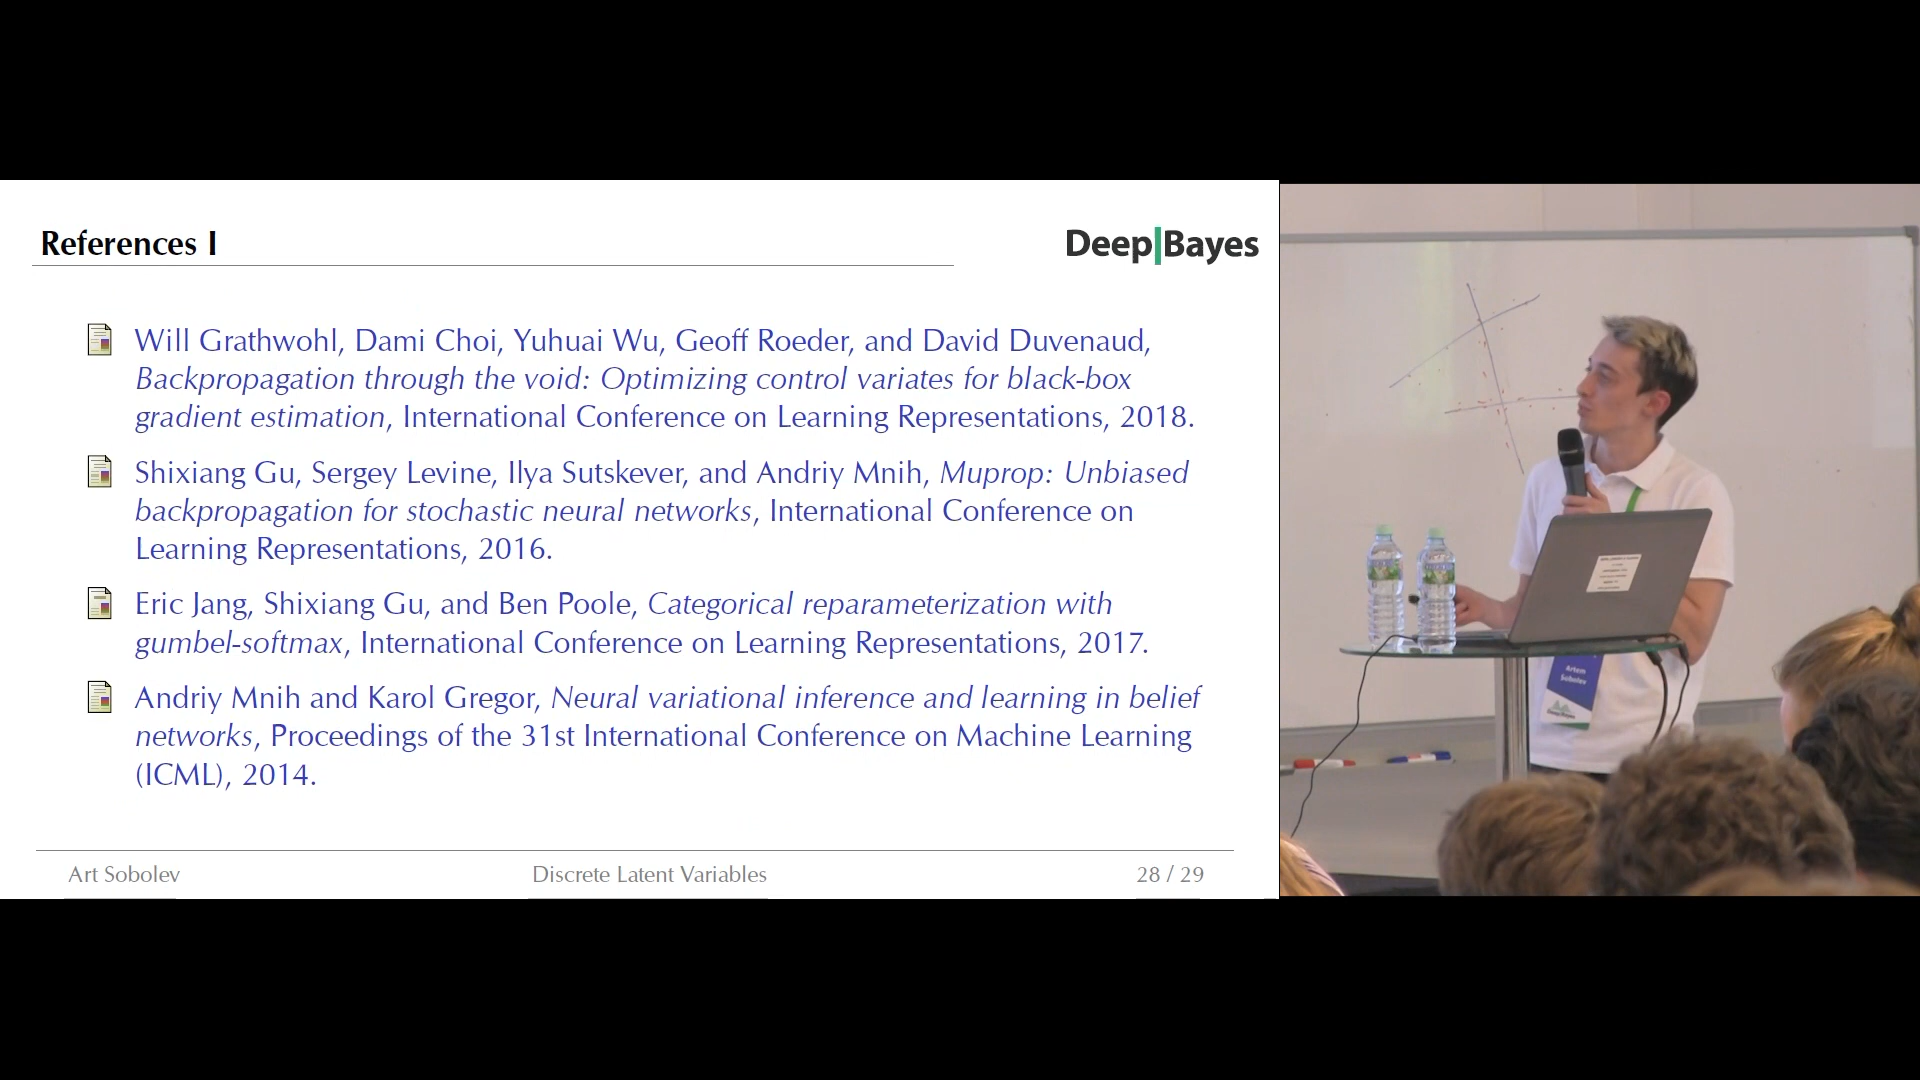 References I
Deep|Bayes
Will Grathwohl, Dami Choi, Yuhuai Wu, Geoff Roeder, and David Duvenaud,
Backpropagation through the void: Optimizing control variates for black-box
gradient estimation, International Conference on Learning Representations, 2018.
Shixiang Gu, Sergey Levine, Ilya Sutskever, and Andriy Mnih, Muprop: Unbiased
backpropagation for stochastic neural networks, International Conference on
Learning Representations, 2016.
Eric Jang, Shixiang Gu, and Ben Poole, Categorical reparameterization with
gumbel-softmax, International Conference on Learning Representations, 2017.
Andriy Mnih and Karol Gregor, Neural variational inference and learning in belief
networks, Proceedings of the 31st International Conference on Machine Learning
(ICML), 2014.
Art Sobolev
Discrete Latent Variables
28 / 29
Artem
Sobolev
Deep|Bayes